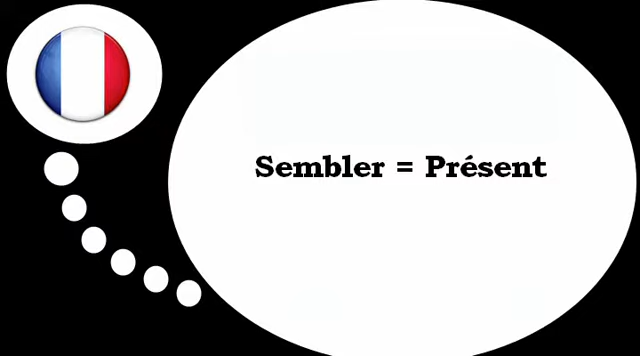 Sembler = Présent